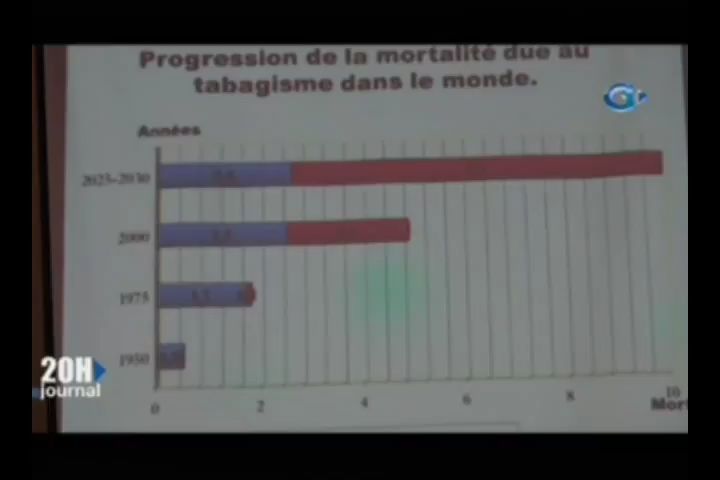 Progression de la mortalité due au
tabagisme dans le monde.
Années
2025-2030
2000
1975
1950
0 2 4 6 8 10
Mort
20H
journal